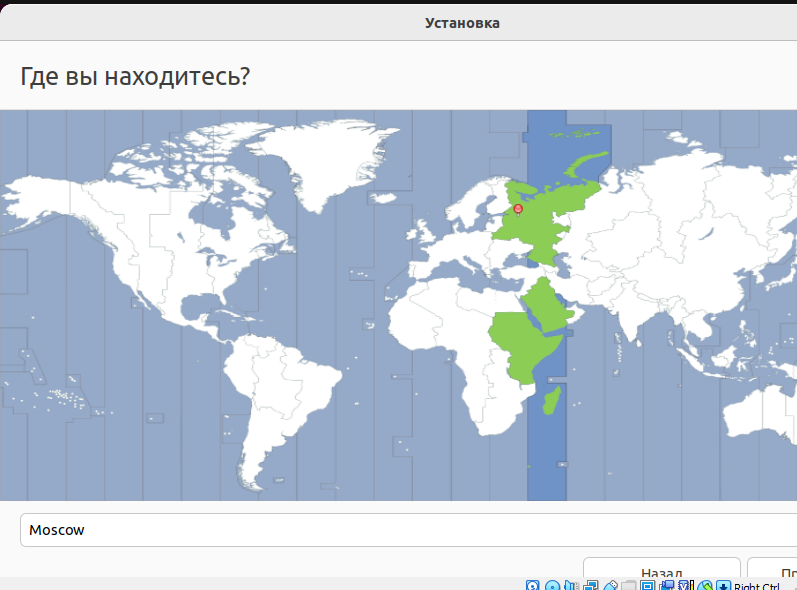 Установка
Где вы находитесь?
Moscow
Назад
Right Ctrl